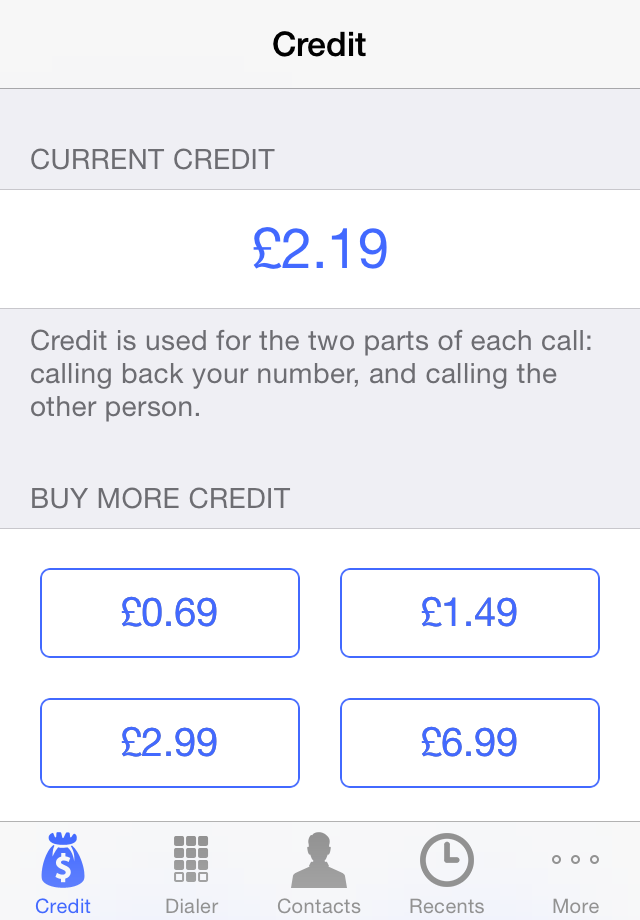 Credit
CURRENT CREDIT
£2.19
Credit is used for the two parts of each call:
calling back your number, and calling the
other person.
BUY MORE CREDIT
£0.69
£1.49
£2.99
£6.99
$
Credit
Dialer
Contacts
Recents
More